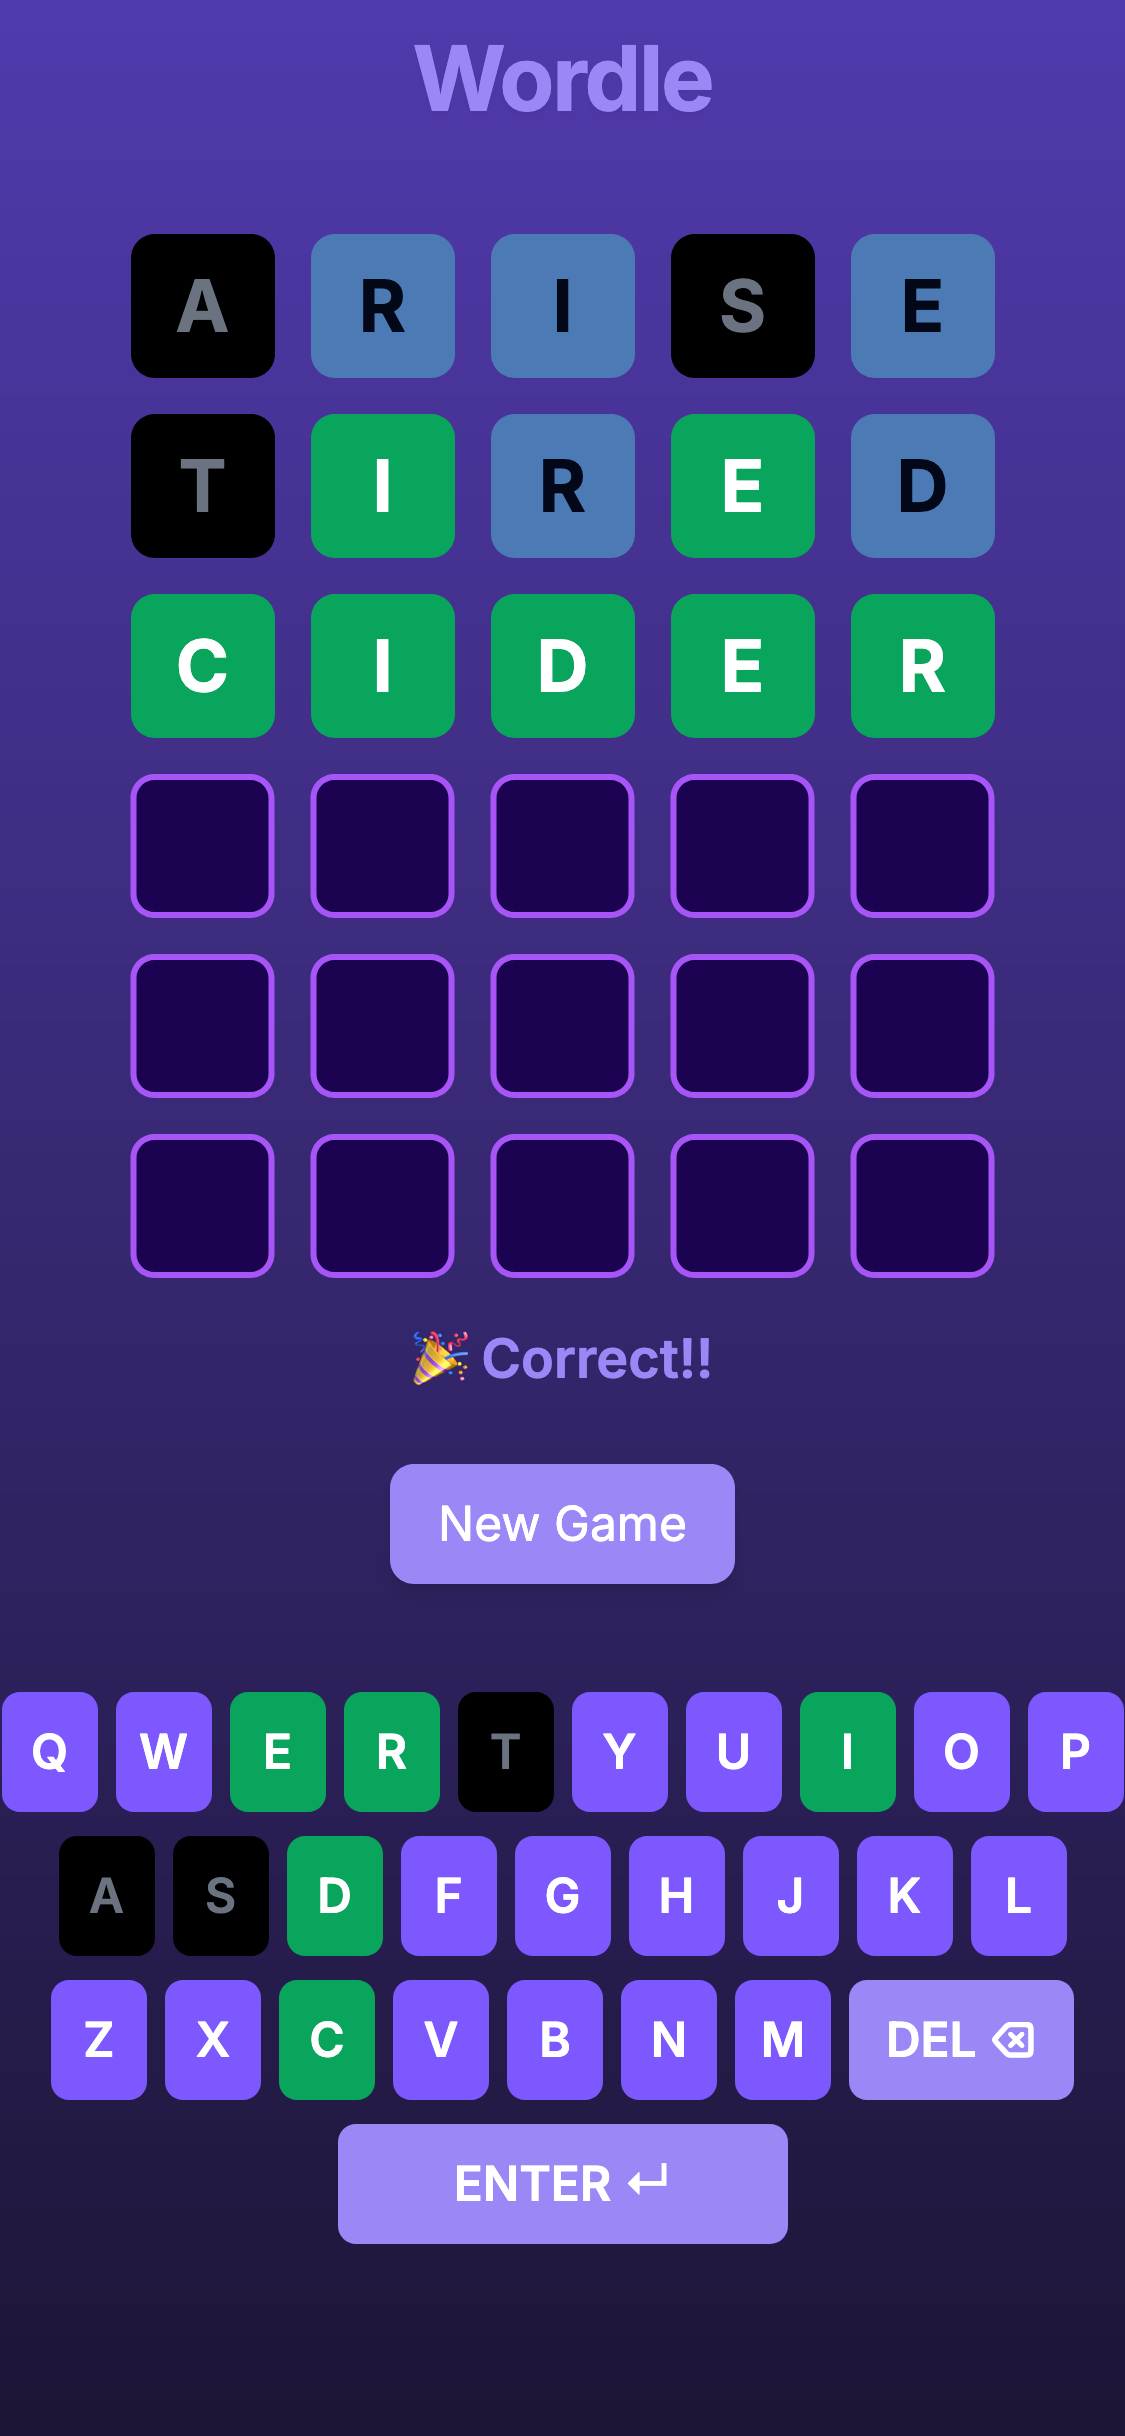 Wordle
A R I S E
T I R E D
C I D E R
🎉 Correct!!
New Game
Q W E R T Y U I O P
A S D F G H J K L
Z X C V B N M DEL
ENTER